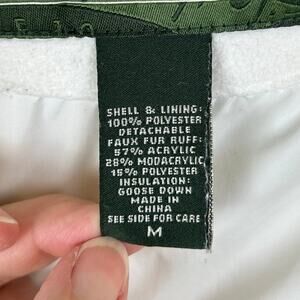 SHELL & LINING:
100% POLYESTER
DETACHABLE
FAUX FUR RUFF:
57% ACRYLIC
28% MODACRYLIC
15% POLYESTER
INSULATION:
GOOSE DOWN
MADE IN
CHINA
SEE SIDE FOR CARE
M